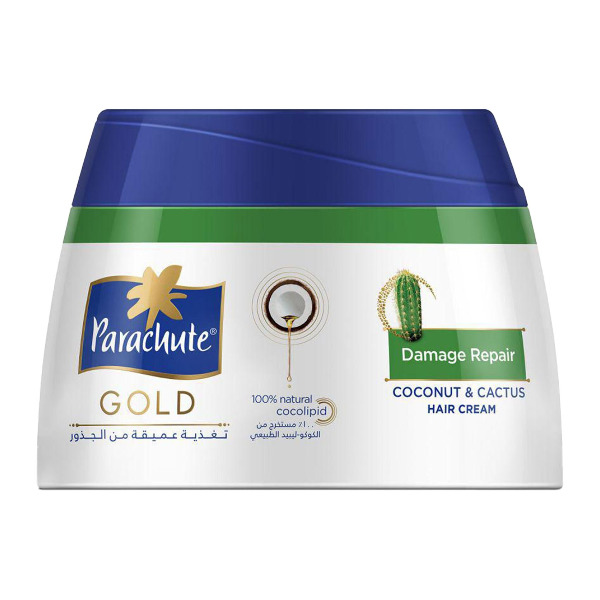 Parachute®
GOLD
تغذية عميقة من الجذور
100% natural
cocolipid
١٠٠٪ مستخرج من
الكوكو-ليبيد الطبيعي
Damage Repair
COCONUT & CACTUS
HAIR CREAM